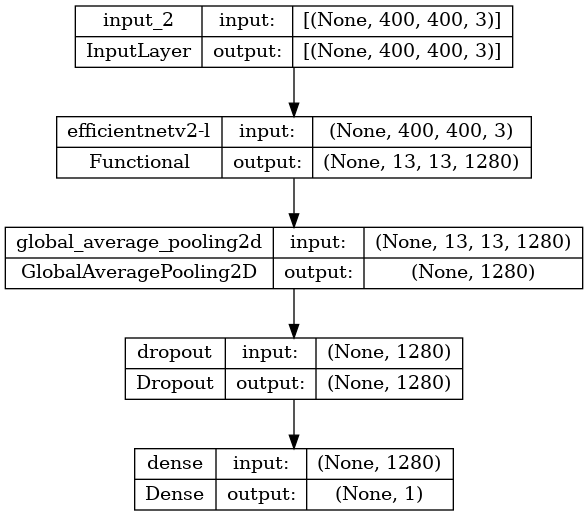 input_2 input: [(None, 400, 400, 3)]
InputLayer output: [(None, 400, 400, 3)]
efficientnetv2-l input: (None, 400, 400, 3)
Functional output: (None, 13, 13, 1280)
global_average_pooling2d input: (None, 13, 13, 1280)
GlobalAveragePooling2D output: (None, 1280)
dropout input: (None, 1280)
Dropout output: (None, 1280)
dense input: (None, 1280)
Dense output: (None, 1)